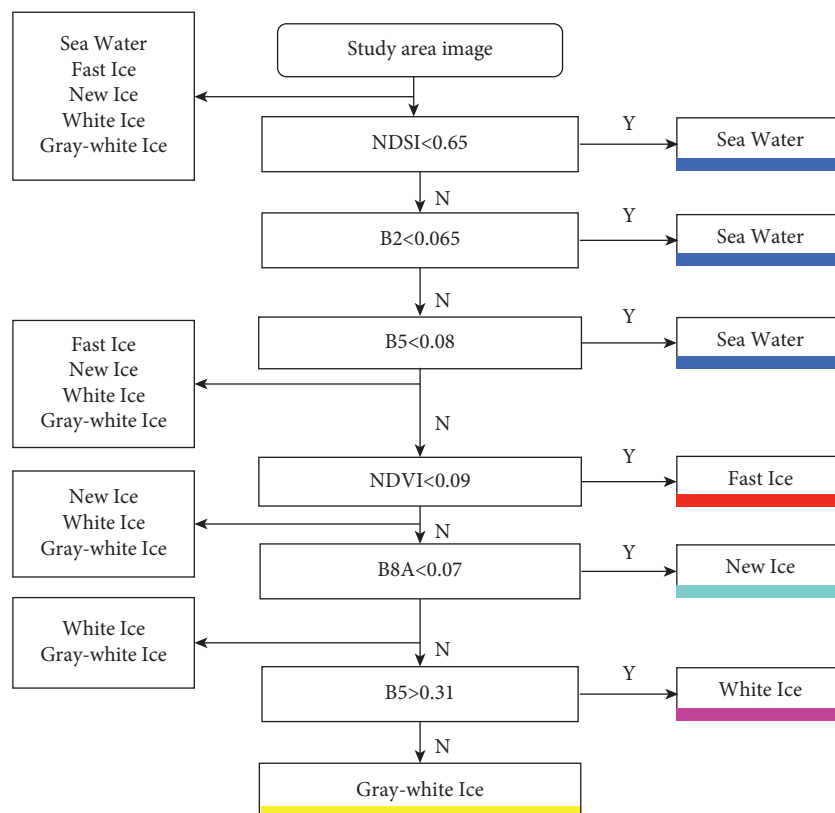 Study area image
Sea Water
Fast Ice
New Ice
White Ice
Gray-white Ice
NDSI<0.65
Y
Sea Water
N
B2<0.065
Y
Sea Water
N
B5<0.08
Y
Sea Water
Fast Ice
New Ice
White Ice
Gray-white Ice
N
NDVI<0.09
Y
Fast Ice
New Ice
White Ice
Gray-white Ice
N
B8A<0.07
Y
New Ice
White Ice
Gray-white Ice
N
B5>0.31
Y
White Ice
N
Gray-white Ice